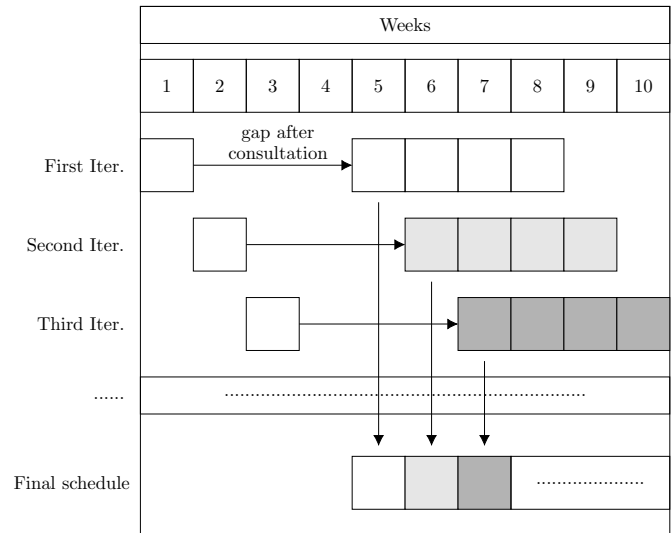 Weeks
1 2 3 4 5 6 7 8 9 10
gap after
consultation
First Iter.
Second Iter.
Third Iter.
...... ............................................................
Final schedule ..................